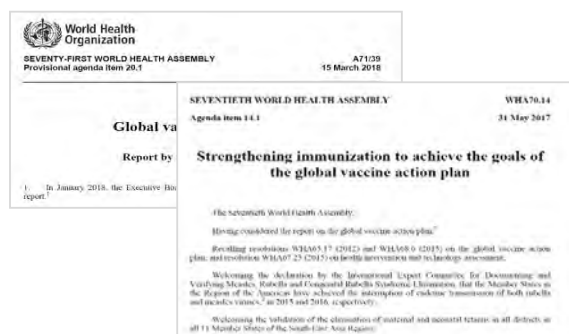 World Health
Organization
SEVENTY-FIRST WORLD HEALTH ASSEMBLY A71/39
Provisional agenda item 20.1 15 March 2018
Global va
Report by
1. In January 2018, the Executive Bo
report.1
SEVENTIETH WORLD HEALTH ASSEMBLY WHA70.14
Agenda item 14.1 31 May 2017
Strengthening immunization to achieve the goals of
the global vaccine action plan
The Seventieth World Health Assembly,
Having considered the report on the global vaccine action plan,
Recalling resolutions WHA65.17 (2012) and WHA68.6 (2015) on the global vaccine action
plan, and resolution WHA67.23 (2015) on health intervention and technology assessment,
Welcoming the declaration by the International Expert Committee for Documenting and
Verifying Measles, Rubella and Congenital Rubella Syndrome Elimination, that the Member States in
the Region of the Americas have achieved the interruption of endemic transmission of both rubella
and measles viruses, in 2015 and 2016, respectively,
Welcoming the validation of the elimination of maternal and neonatal tetanus in all districts in
all 11 Member States of the South-East Asia Region,